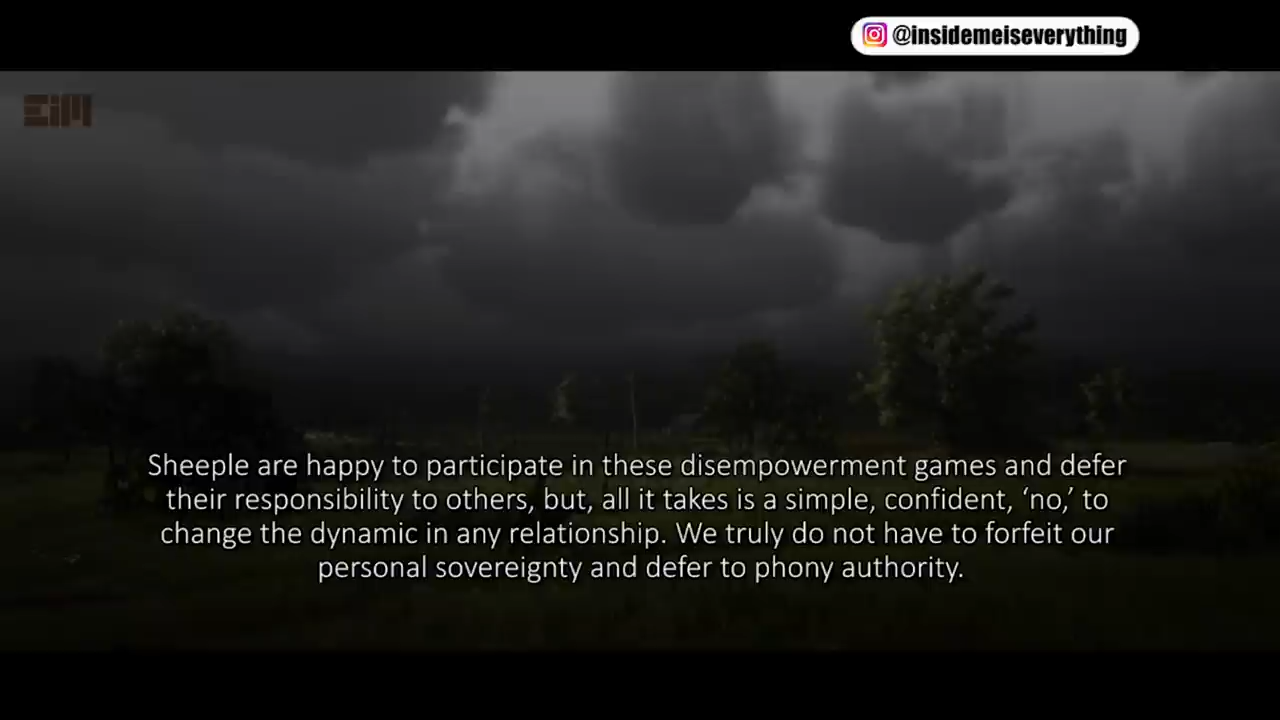 @insidemeiseverything
EiM
Sheeple are happy to participate in these disempowerment games and defer
their responsibility to others, but, all it takes is a simple, confident, ‘no,’ to
change the dynamic in any relationship. We truly do not have to forfeit our
personal sovereignty and defer to phony authority.